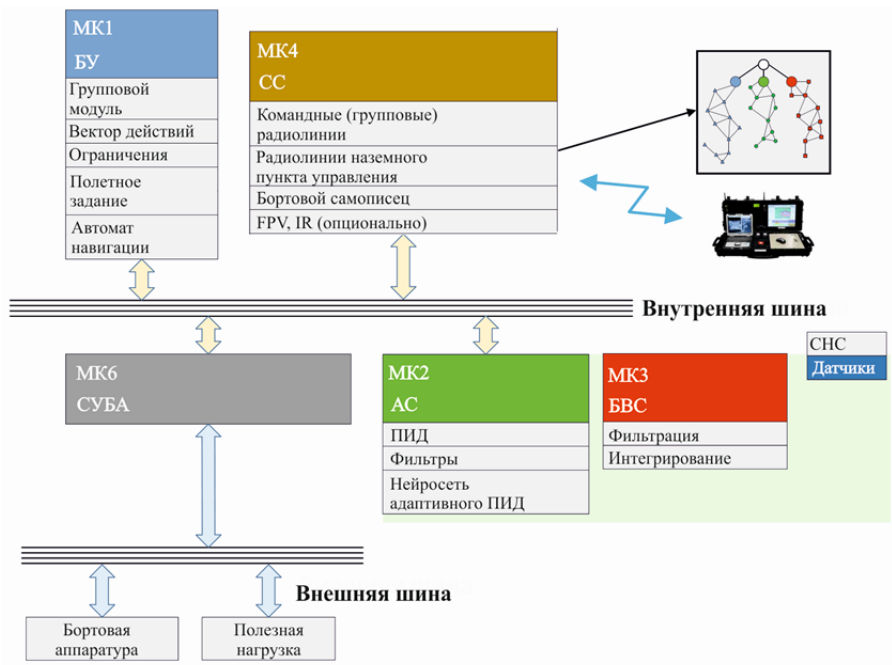 МК1
БУ
Групповой
модуль
Вектор действий
Ограничения
Полетное
задание
Автомат
навигации
МК4
СС
Командные (групповые)
радиолинии
Радиолинии наземного
пункта управления
Бортовой самописец
FPV, IR (опционально)
Внутренняя шина
МК6
СУБА
МК2
АС
ПИД
Фильтры
Нейросеть
адаптивного ПИД
МК3
БВС
Фильтрация
Интегрирование
СНС
Датчики
Внешняя шина
Бортовая
аппаратура
Полезная
нагрузка